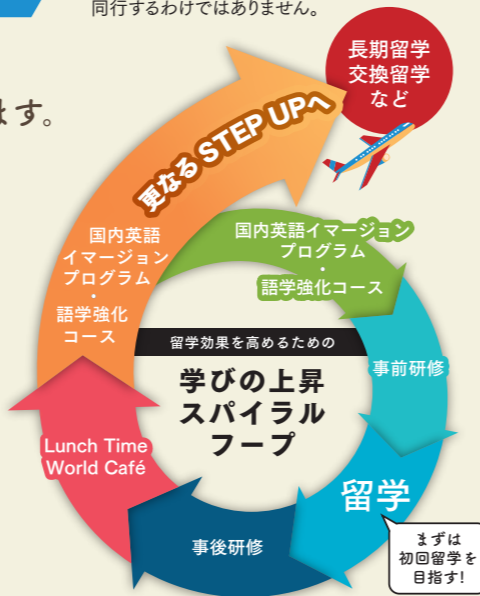 同行するわけではありません。
ます。
長期留学
交換留学
など
更なる STEP UPへ
国内英語
イマージョン
プログラム
・
語学強化
コース
国内英語イマージョン
プログラム
・
語学強化コース
留学効果を高めるための
学びの上昇
スパイラル
フープ
事前研修
Lunch Time
World Café
留学
まずは
初回留学を
目指す!
事後研修